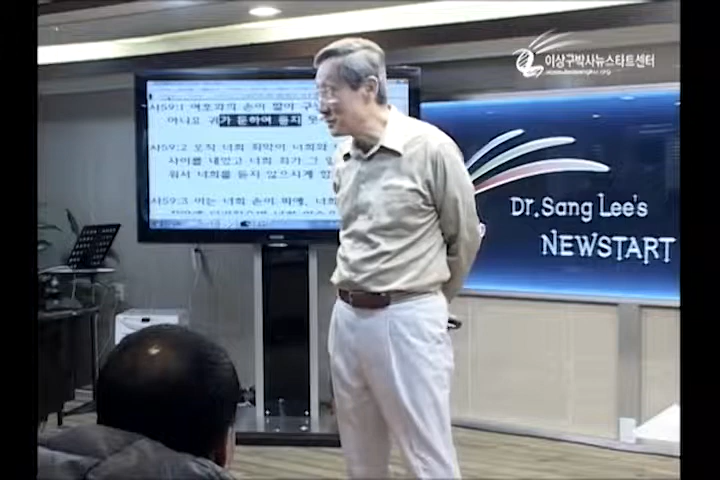 이상구박사뉴스타트센터
사59:1 여호와의 손이 짧아 구
아니요 귀가 둔하여 듣지 못
사59:2 오직 너희 죄악이 너희와
사이를 내었고 너희 죄가 그
워서 너희를 듣지 않으시게 함
사59:3 이는 너희 손이 피에, 너희
Dr.Sang Lee's
NEWSTART